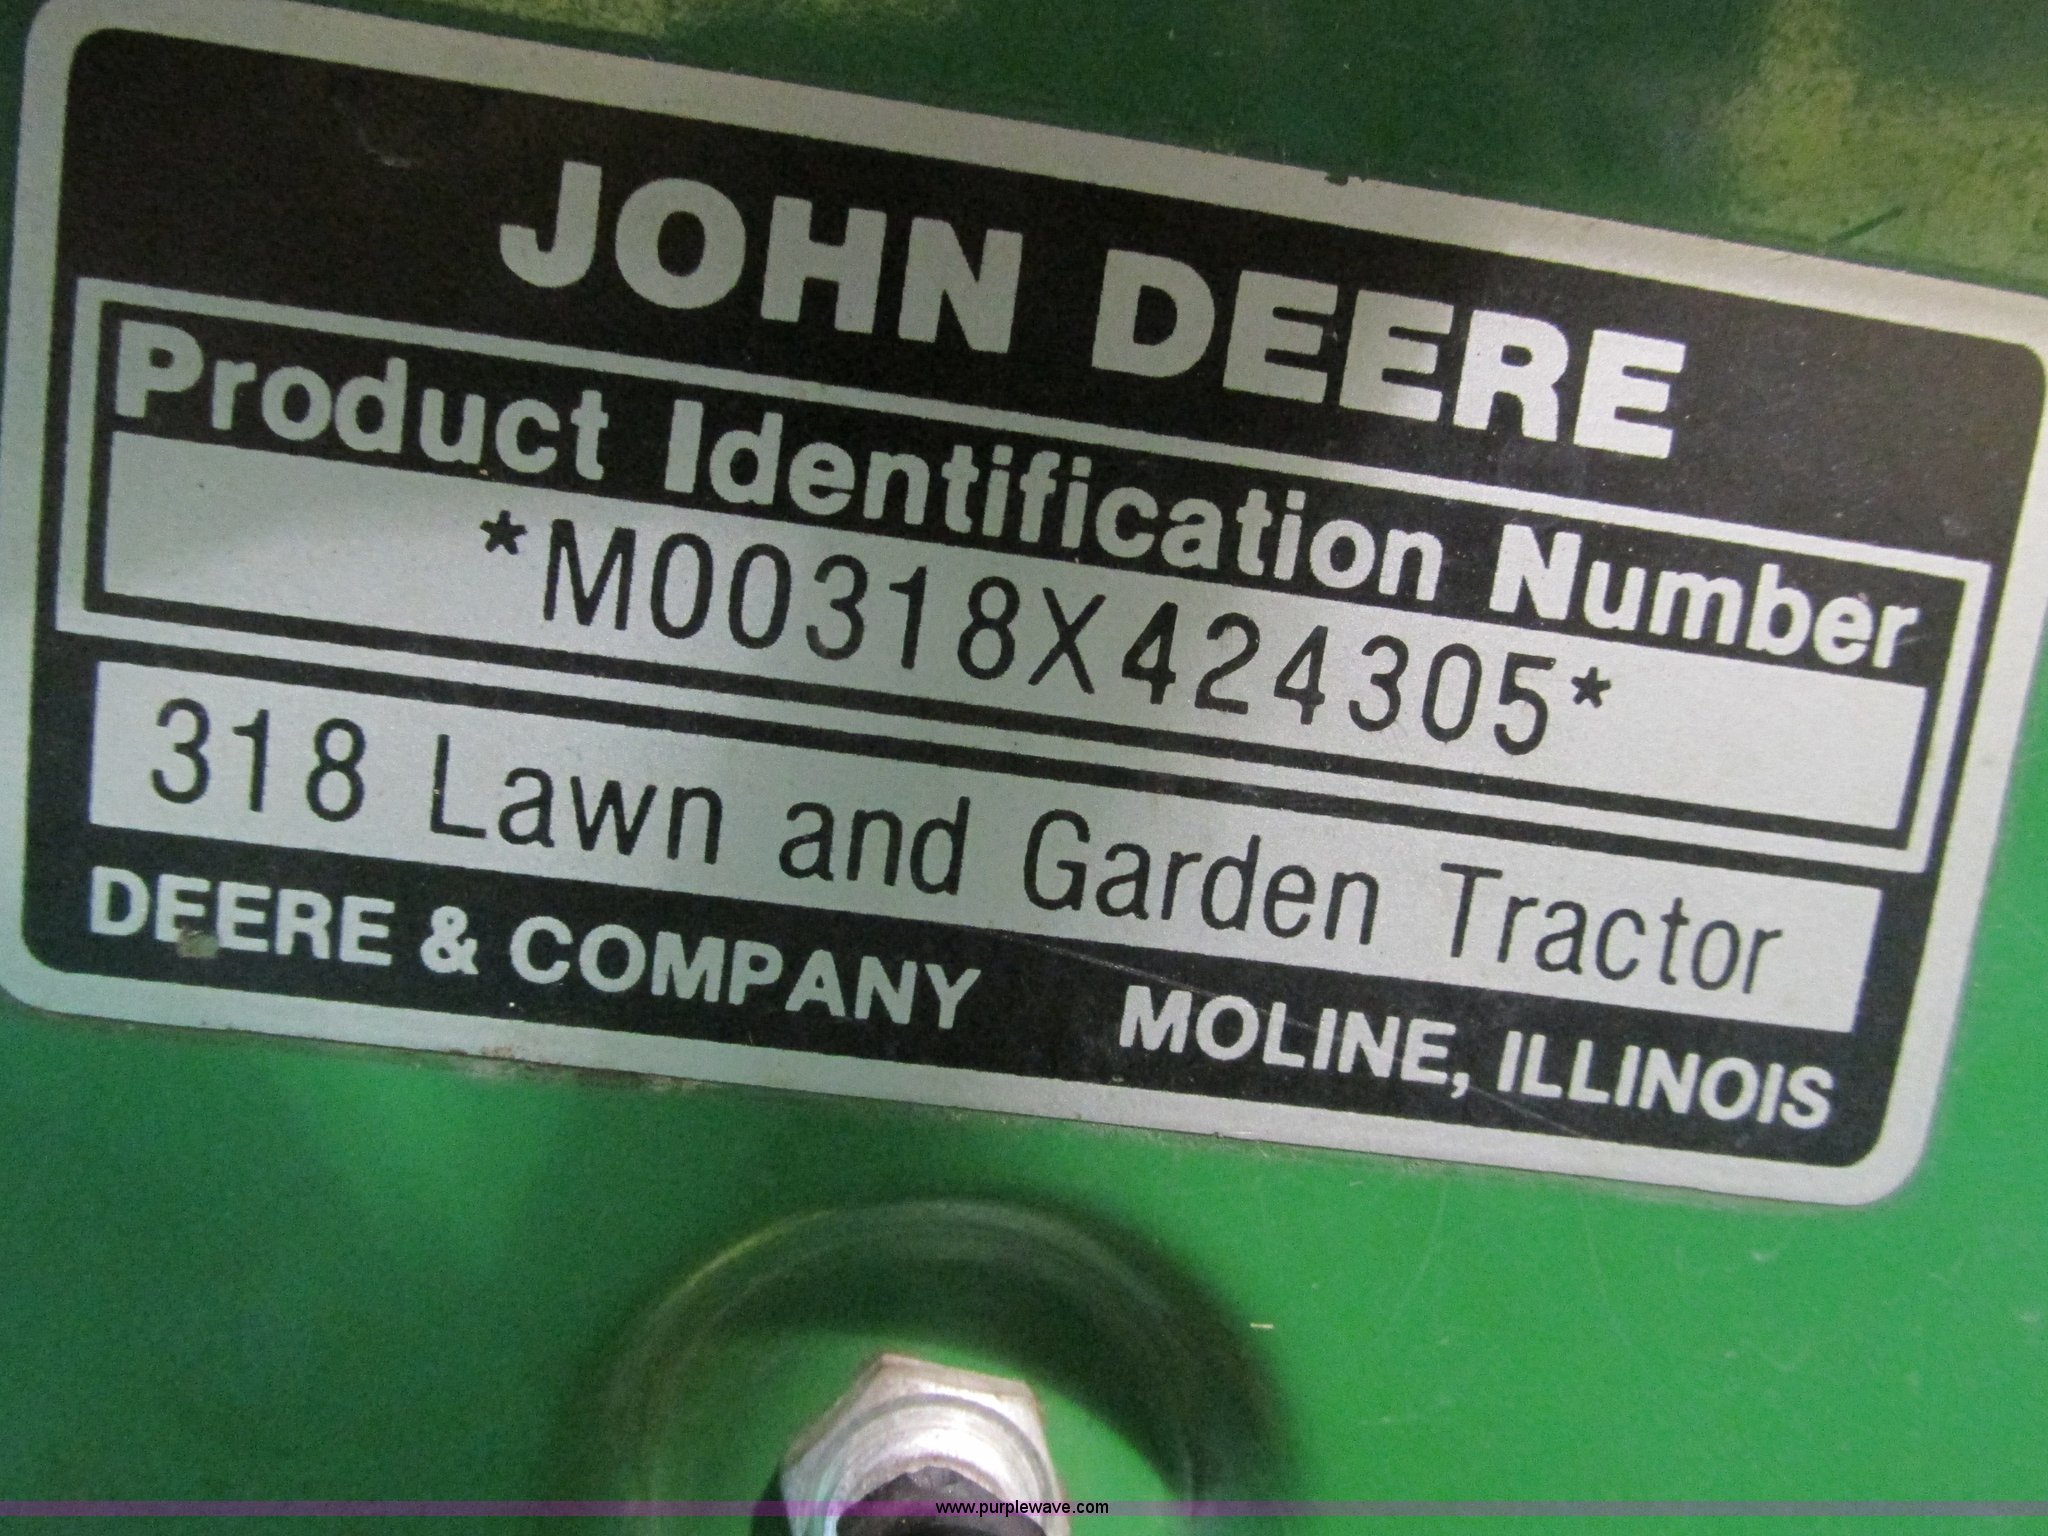 JOHN DEERE
Product Identification Number
*M00318X424305*
318 Lawn and Garden Tractor
DEERE & COMPANY MOLINE, ILLINOIS
www.purplewave.com